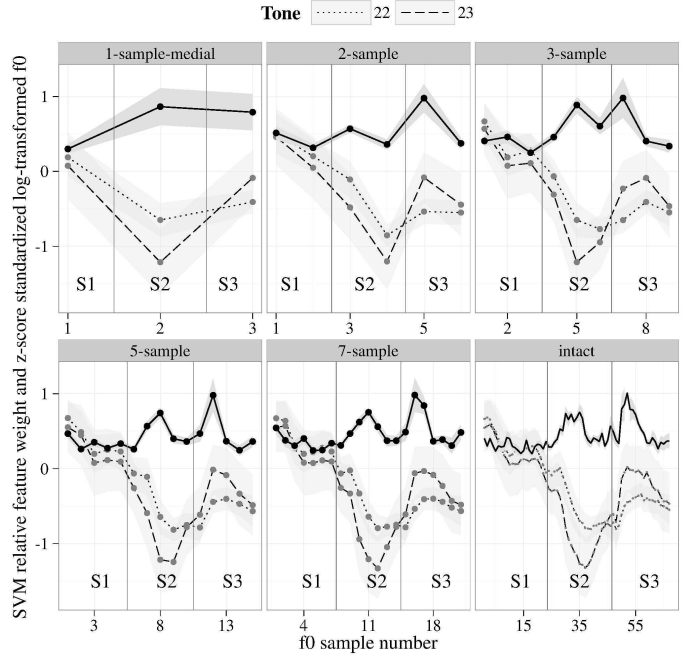 Tone 22 23
SVM relative feature weight and z-score standardized log-transformed f0
1-sample-medial 2-sample 3-sample
1
0
-1
S1 S2 S3 S1 S2 S3 S1 S2 S3
1 2 3 1 3 5 2 5 8
5-sample 7-sample intact
1
0
-1
S1 S2 S3 S1 S2 S3 S1 S2 S3
3 8 13 4 11 18 15 35 55
f0 sample number